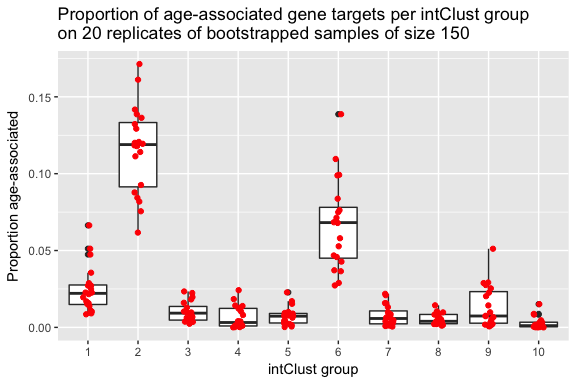 Proportion of age-associated gene targets per intClust group
on 20 replicates of bootstrapped samples of size 150
Proportion age-associated
0.15
0.10
0.05
0.00
1 2 3 4 5 6 7 8 9 10
intClust group